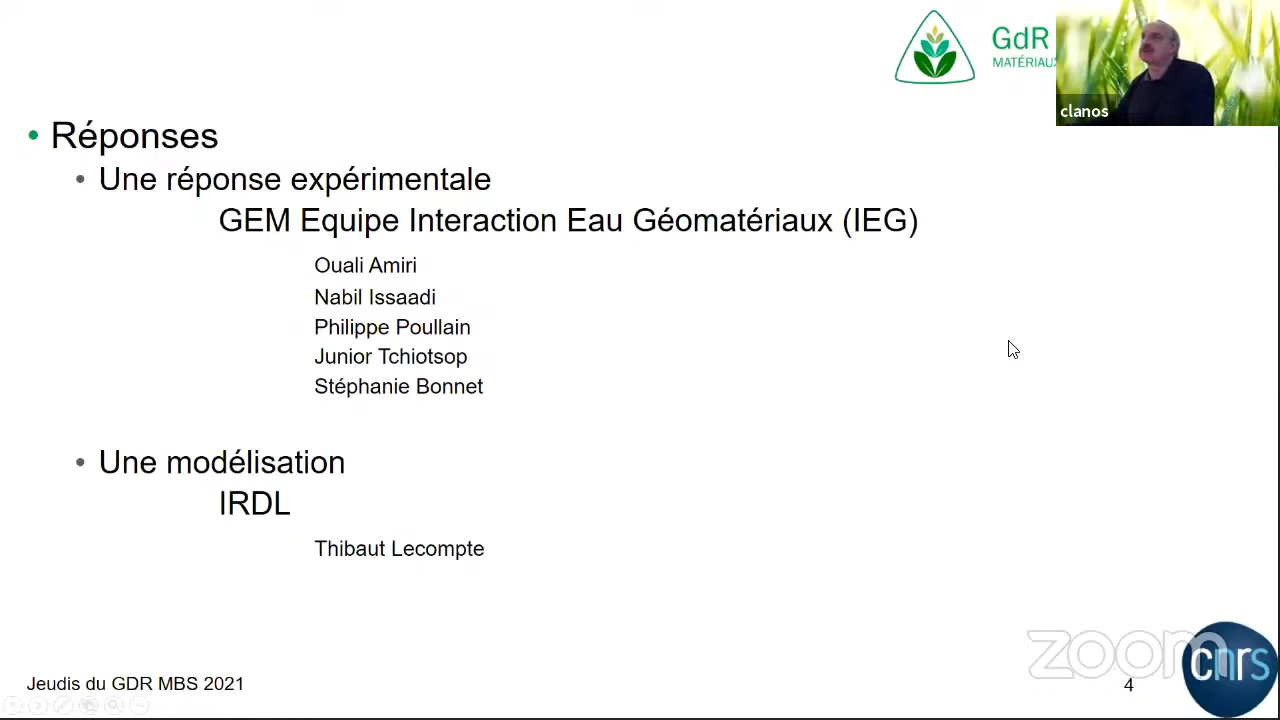 GdR
MATÉRIAUX
clanos
Réponses
Une réponse expérimentale
GEM Equipe Interaction Eau Géomatériaux (IEG)
Ouali Amiri
Nabil Issaadi
Philippe Poullain
Junior Tchiotsop
Stéphanie Bonnet
Une modélisation
IRDL
Thibaut Lecompte
zoom
cnrs
Jeudis du GDR MBS 2021
4